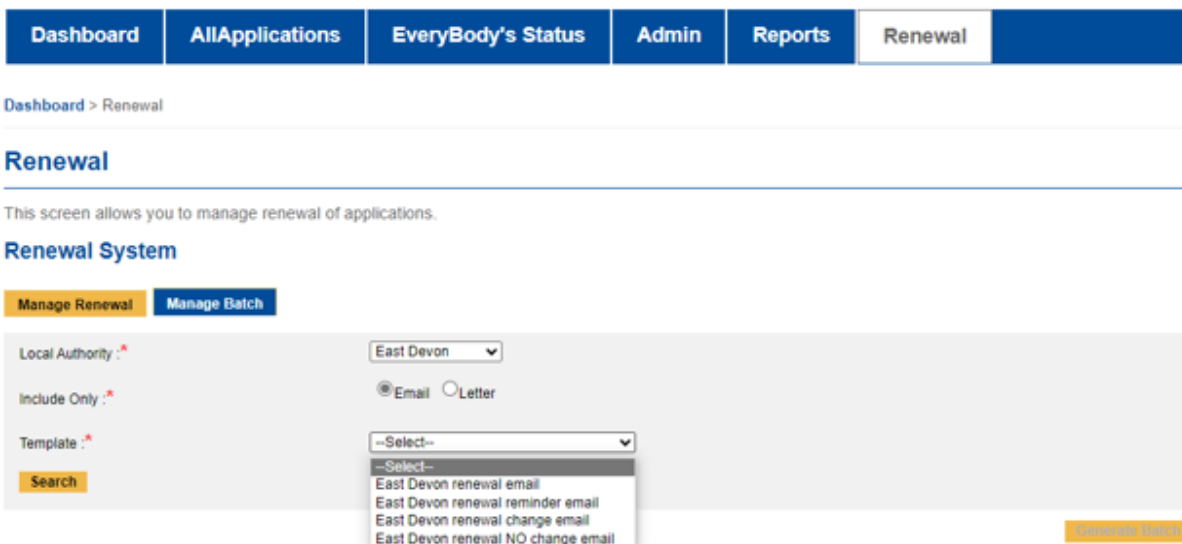 Dashboard AllApplications EveryBody's Status Admin Reports Renewal
Dashboard > Renewal
Renewal
This screen allows you to manage renewal of applications.
Renewal System
Manage Renewal Manage Batch
Local Authority :* East Devon
Include Only :* Email Letter
Template :* --Select--
--Select--
Search
East Devon renewal email
East Devon renewal reminder email
East Devon renewal change email
East Devon renewal NO change email
Generate Batch